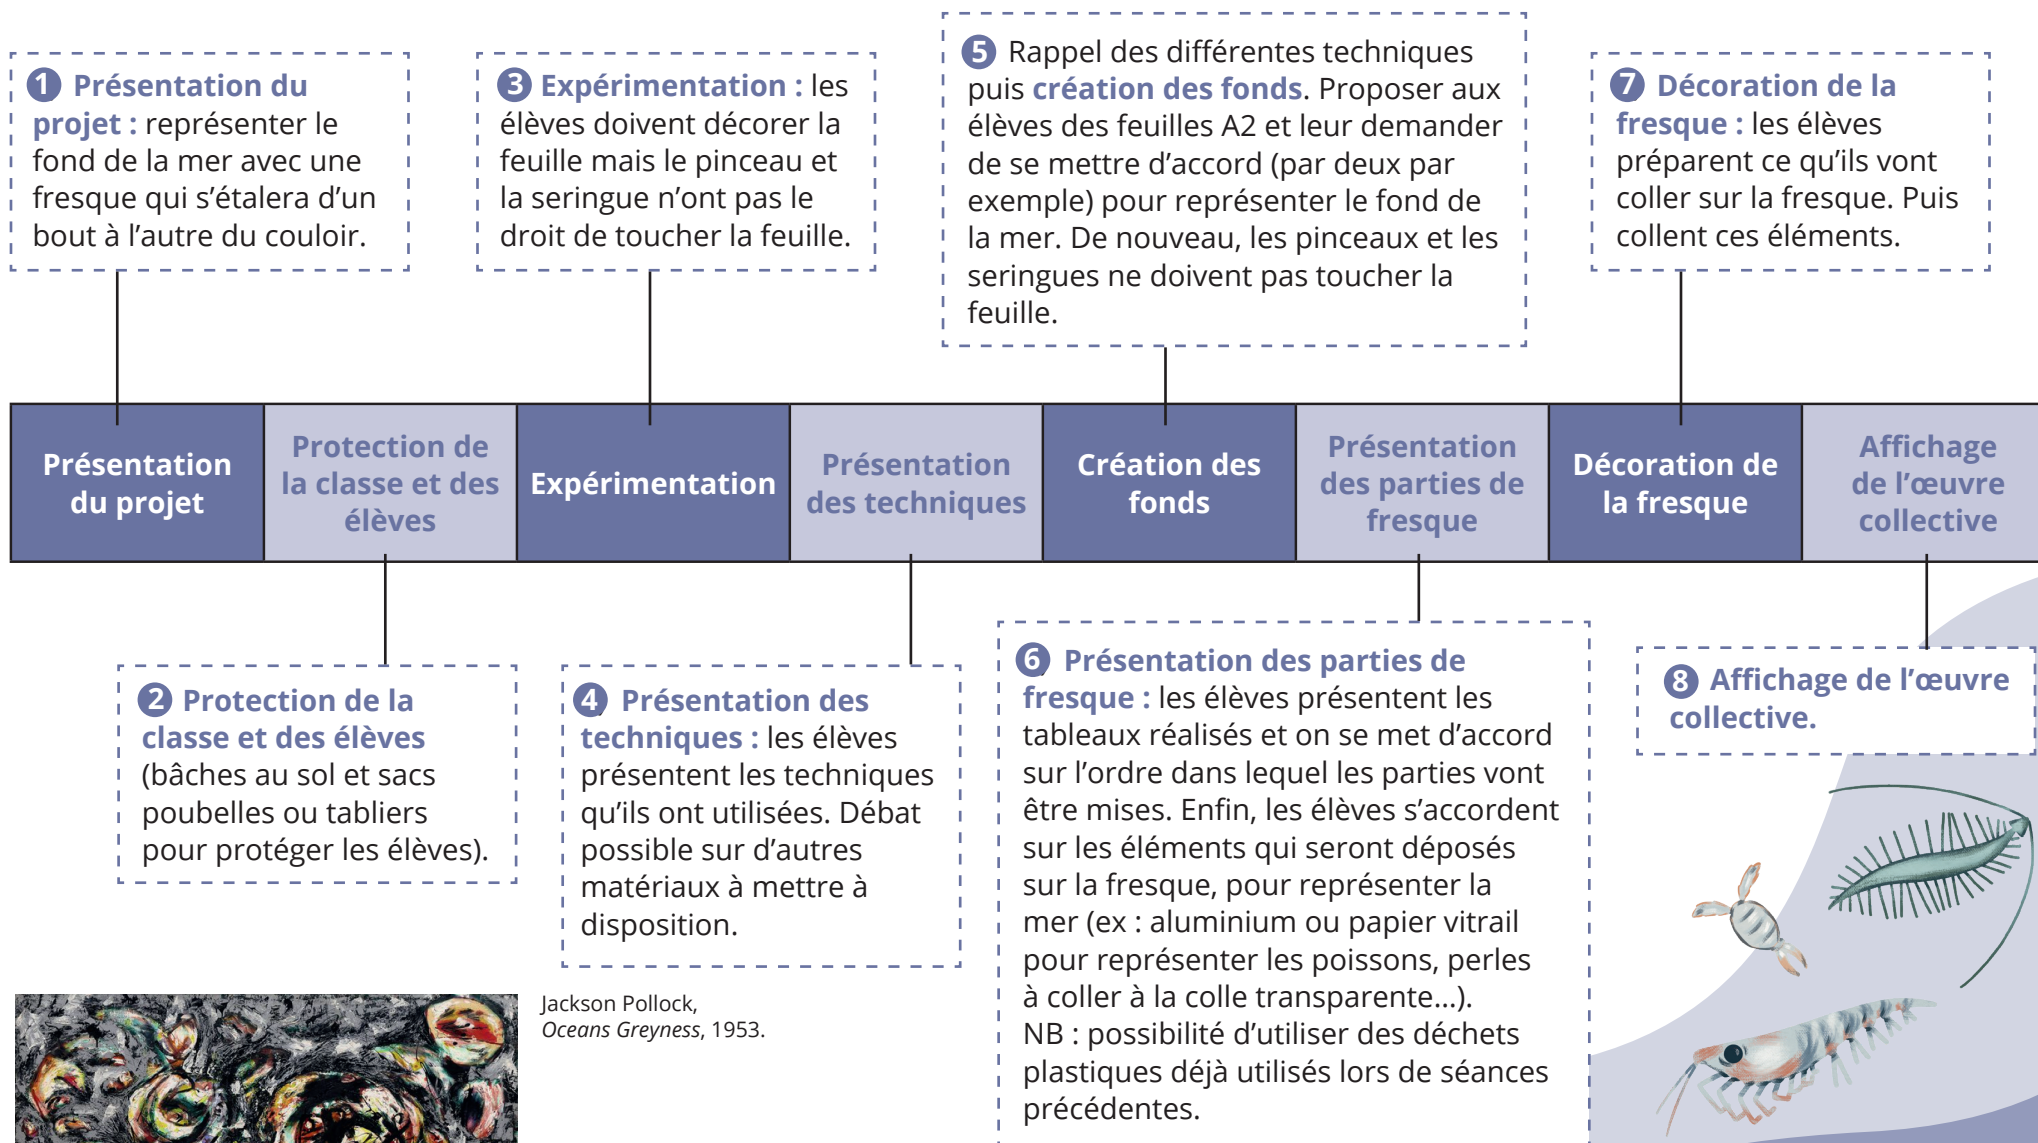 1 Présentation du
projet : représenter le
fond de la mer avec une
fresque qui s’étalera d’un
bout à l’autre du couloir.
3 Expérimentation : les
élèves doivent décorer la
feuille mais le pinceau et
la seringue n’ont pas le
droit de toucher la feuille.
5 Rappel des différentes techniques
puis création des fonds. Proposer aux
élèves des feuilles A2 et leur demander
de se mettre d’accord (par deux par
exemple) pour représenter le fond de
la mer. De nouveau, les pinceaux et les
seringues ne doivent pas toucher la
feuille.
7 Décoration de la
fresque : les élèves
préparent ce qu’ils vont
coller sur la fresque. Puis
collent ces éléments.
Présentation
du projet
Protection de
la classe et des
élèves
Expérimentation
Présentation
des techniques
Création des
fonds
Présentation
des parties de
fresque
Décoration de
la fresque
Affichage
de l’œuvre
collective
2 Protection de la
classe et des élèves
(bâches au sol et sacs
poubelles ou tabliers
pour protéger les élèves).
4 Présentation des
techniques : les élèves
présentent les techniques
qu’ils ont utilisées. Débat
possible sur d’autres
matériaux à mettre à
disposition.
6 Présentation des parties de
fresque : les élèves présentent les
tableaux réalisés et on se met d’accord
sur l’ordre dans lequel les parties vont
être mises. Enfin, les élèves s’accordent
sur les éléments qui seront déposés
sur la fresque, pour représenter la
mer (ex : aluminium ou papier vitrail
pour représenter les poissons, perles
à coller à la colle transparente…).
NB : possibilité d’utiliser des déchets
plastiques déjà utilisés lors de séances
précédentes.
8 Affichage de l’œuvre
collective.
Jackson Pollock,
Oceans Greyness, 1953.